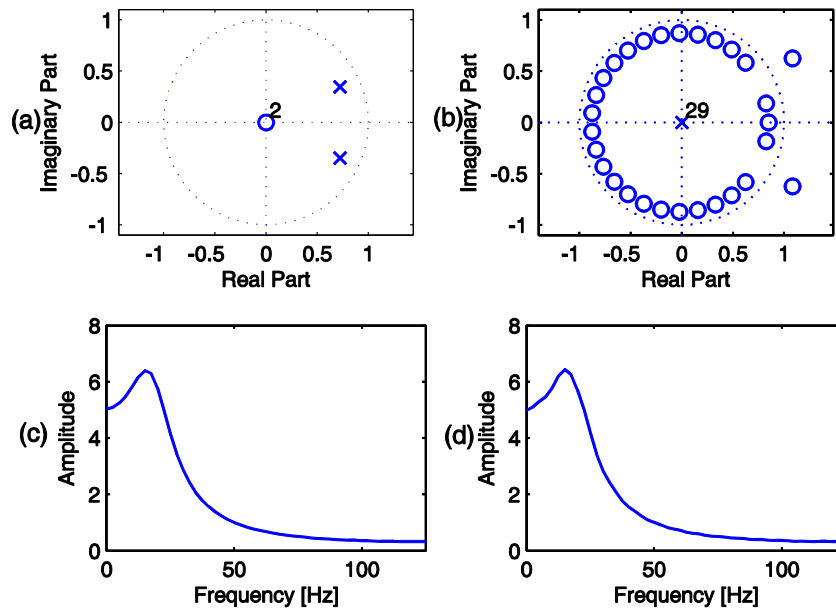 (a)
Imaginary Part
1
0.5
0
-0.5
-1
2
-1 -0.5 0 0.5 1
Real Part
(b)
Imaginary Part
1
0.5
0
-0.5
-1
29
-1 -0.5 0 0.5 1
Real Part
(c)
Amplitude
8
6
4
2
0
0 50 100
Frequency [Hz]
(d)
Amplitude
8
6
4
2
0
0 50 100
Frequency [Hz]